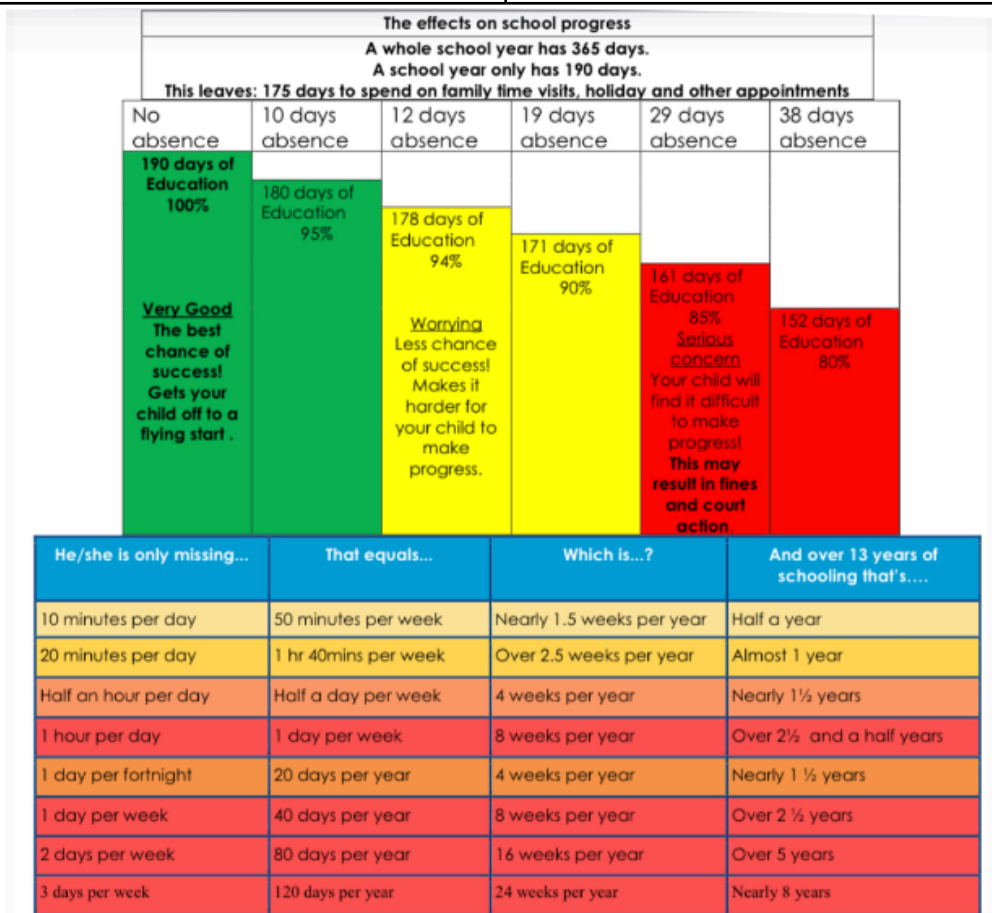 The effects on school progress
A whole school year has 365 days.
A school year only has 190 days.
This leaves: 175 days to spend on family time visits, holiday and other appointments
No
absence
10 days
absence
12 days
absence
19 days
absence
29 days
absence
38 days
absence
190 days of
Education
100%
Very Good
The best
chance of
success!
Gets your
child off to a
flying start .
180 days of
Education
95%
178 days of
Education
94%
Worrying
Less chance
of success!
Makes it
harder for
your child to
make
progress.
171 days of
Education
90%
161 days of
Education
85%
Serious
concern
Your child will
find it difficult
to make
progress!
This may
result in fines
and court
action.
152 days of
Education
80%
He/she is only missing... That equals... Which is...? And over 13 years of
schooling that's....
10 minutes per day 50 minutes per week Nearly 1.5 weeks per year Half a year
20 minutes per day 1 hr 40mins per week Over 2.5 weeks per year Almost 1 year
Half an hour per day Half a day per week 4 weeks per year Nearly 1½ years
1 hour per day 1 day per week 8 weeks per year Over 2½ and a half years
1 day per fortnight 20 days per year 4 weeks per year Nearly 1 ½ years
1 day per week 40 days per year 8 weeks per year Over 2 ½ years
2 days per week 80 days per year 16 weeks per year Over 5 years
3 days per week 120 days per year 24 weeks per year Nearly 8 years